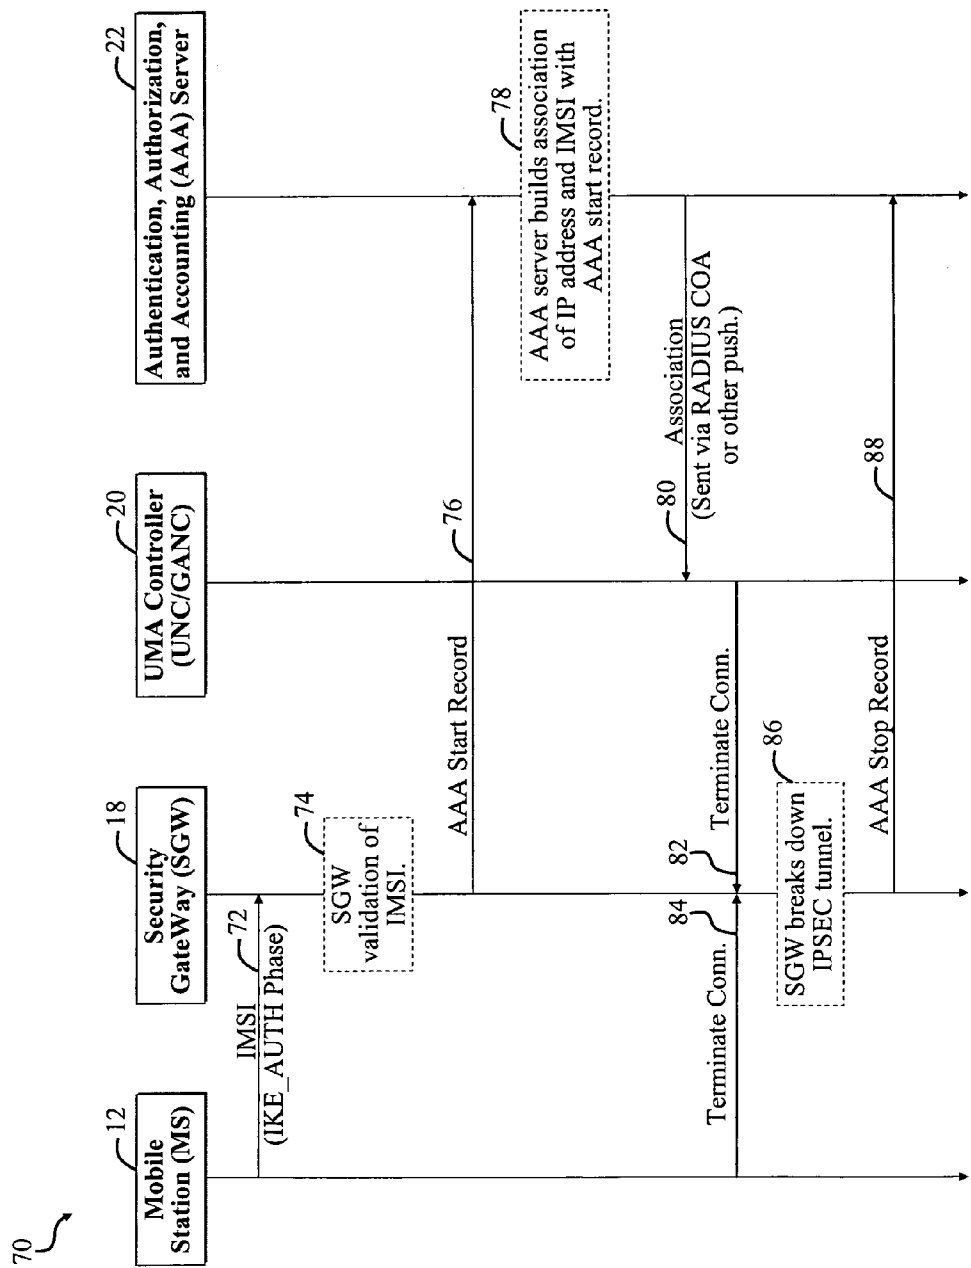 70
12
Mobile
Station (MS)
18
Security
GateWay (SGW)
20
UMA Controller
(UNC/GANC)
22
Authentication, Authorization,
and Accounting (AAA) Server
IMSI
72
(IKE_AUTH Phase)
74
SGW
validation of
IMSI.
AAA Start Record
76
78
AAA server builds association
of IP address and IMSI with
AAA start record.
80
Association
(Sent via RADIUS COA
or other push.)
Terminate Conn.
84
82
Terminate Conn.
86
SGW breaks down
IPSEC tunnel.
AAA Stop Record
88